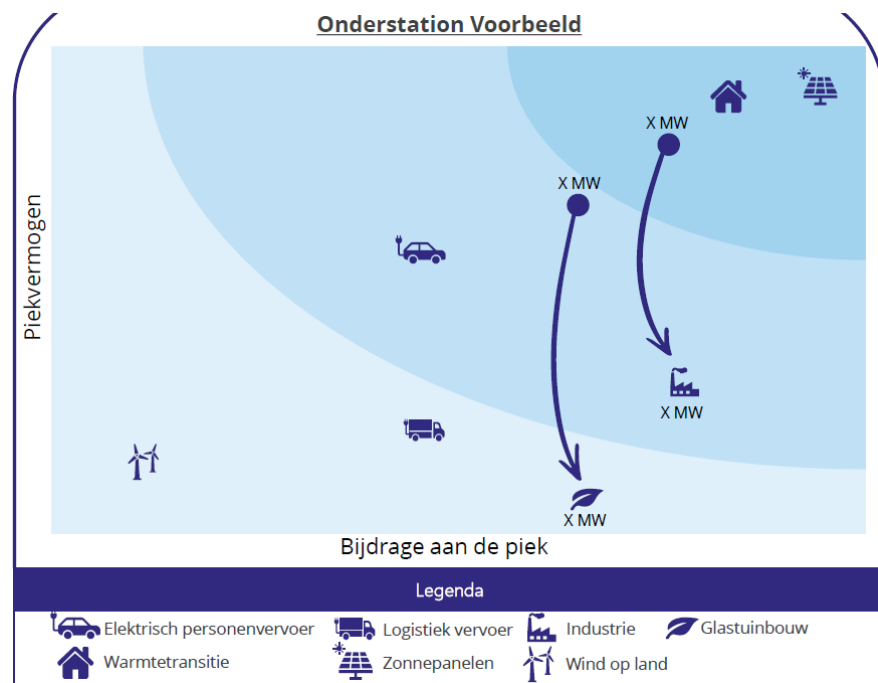 Onderstation Voorbeeld
X MW
X MW
Piekvermogen
X MW
X MW
Bijdrage aan de piek
Legenda
Elektrisch personenvervoer
Logistiek vervoer
Industrie
Glastuinbouw
Warmtetransitie
Zonnepanelen
Wind op land